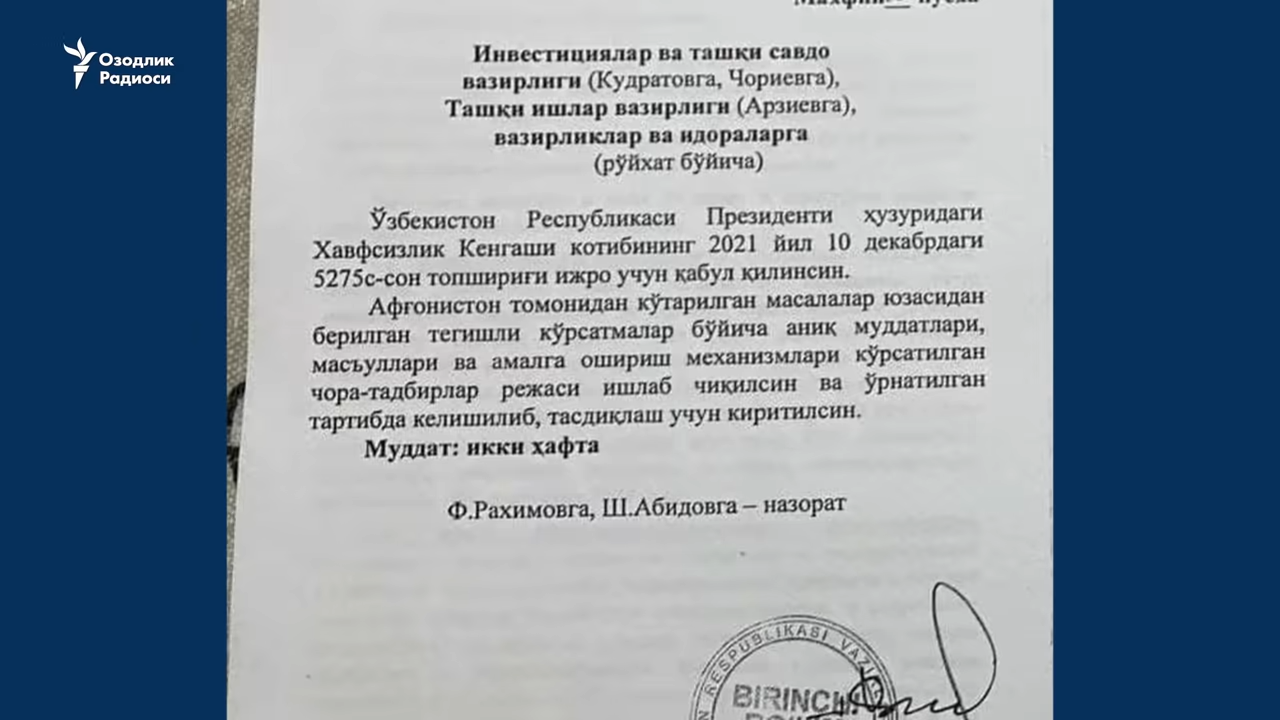 Озодлик
Радиоси
Инвестициялар ва ташқи савдо
вазирлиги (Кудратовга, Чориевга),
Ташқи ишлар вазирлиги (Арзиевга),
вазирликлар ва идораларга
(рўйхат бўйича)
Ўзбекистон Республикаси Президенти ҳузуридаги
Хавфсизлик Кенгаши котибининг 2021 йил 10 декабрдаги
5275с-сон топшириғи ижро учун қабул қилинсин.
Афғонистон томонидан кўтарилган масалалар юзасидан
берилган тегишли кўрсатмалар бўйича аниқ муддатлари,
масъуллари ва амалга ошириш механизмлари кўрсатилган
чора-тадбирлар режаси ишлаб чиқилсин ва ўрнатилган
тартибда келишилиб, тасдиқлаш учун киритилсин.
Муддат: икки ҳафта
Ф.Рахимовга, Ш.Абидовга – назорат
RESPUBLIKASI
BIRINCHI